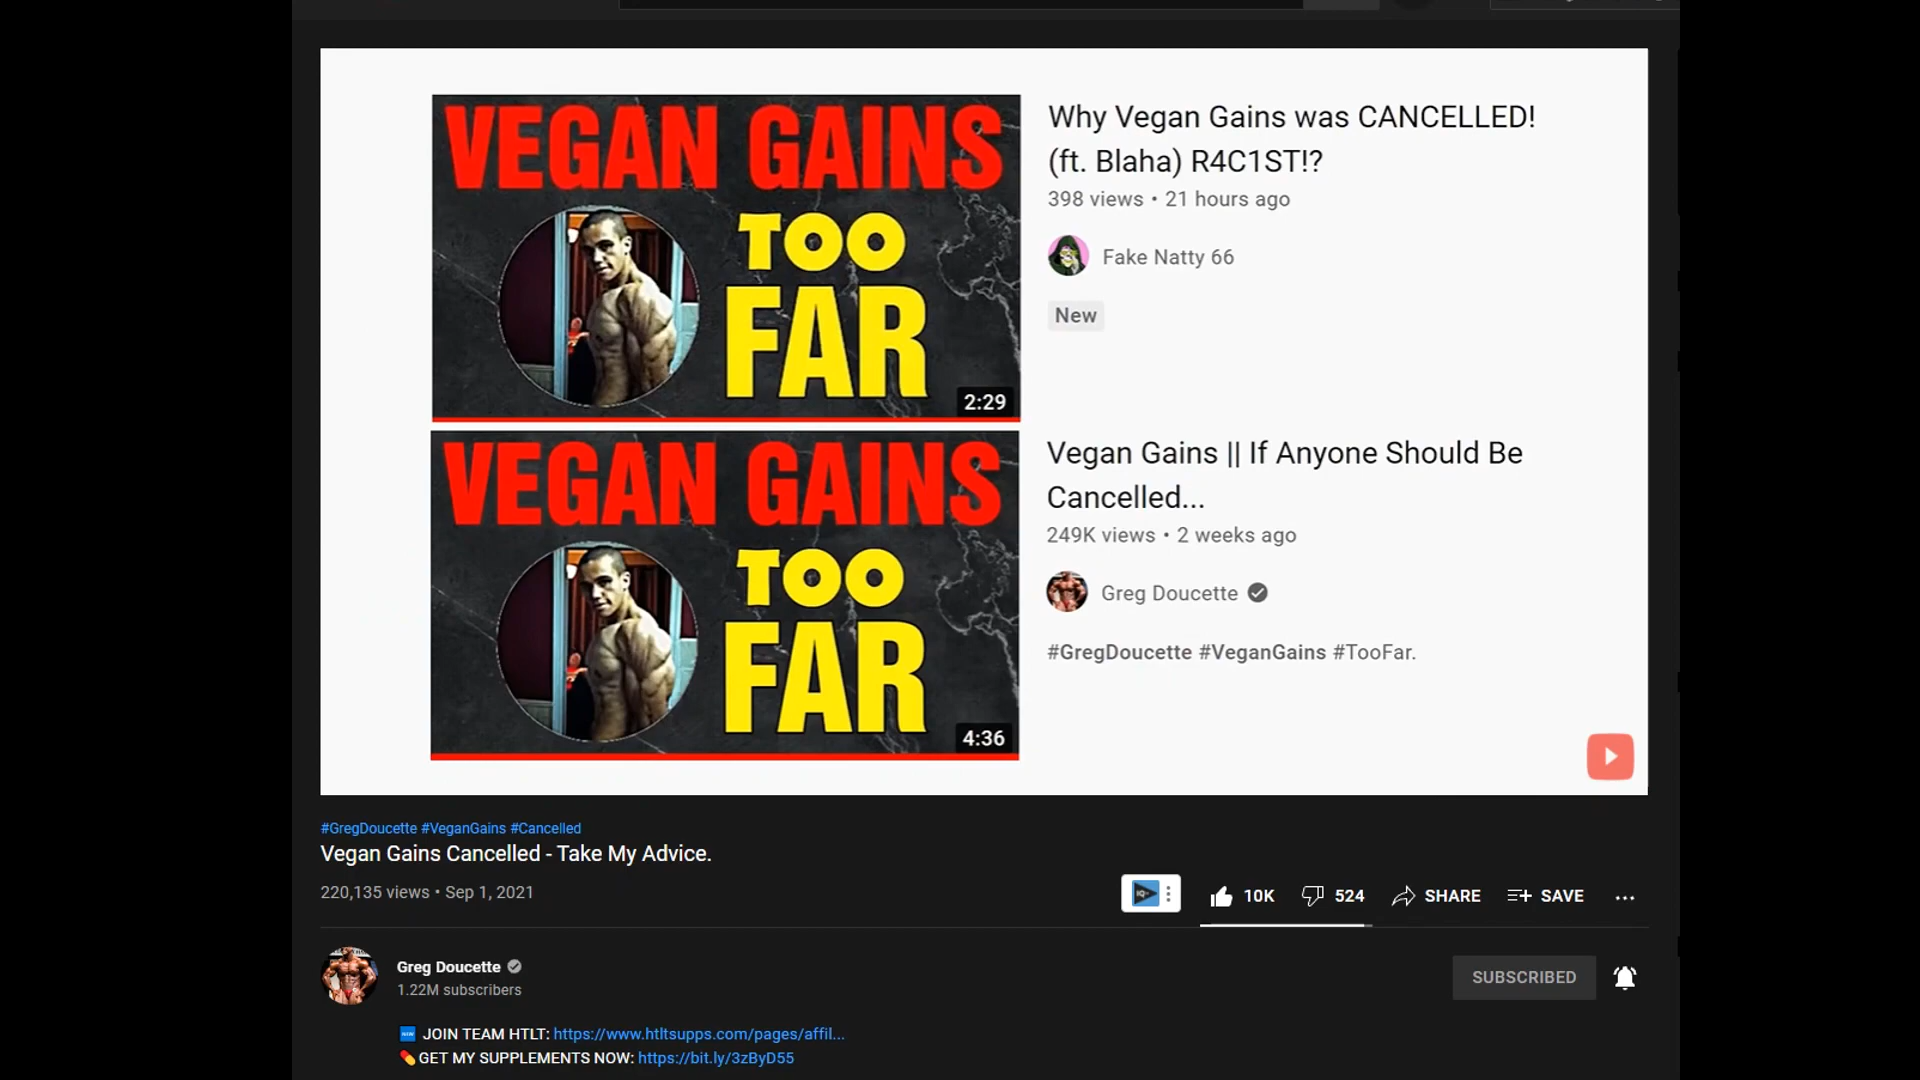 VEGAN GAINS
TOO
FAR
2:29
Why Vegan Gains was CANCELLED!
(ft. Blaha) R4C1ST!?
398 views • 21 hours ago
Fake Natty 66
New
VEGAN GAINS
TOO
FAR
4:36
Vegan Gains || If Anyone Should Be
Cancelled...
249K views • 2 weeks ago
Greg Doucette
#GregDoucette #VeganGains #TooFar.
#GregDoucette #VeganGains #Cancelled
Vegan Gains Cancelled - Take My Advice.
220,135 views • Sep 1, 2021
10K
524
SHARE
SAVE
Greg Doucette
1.22M subscribers
SUBSCRIBED
JOIN TEAM HTLT: https://www.htltsupps.com/pages/affil...
GET MY SUPPLEMENTS NOW: https://bit.ly/3zByD55